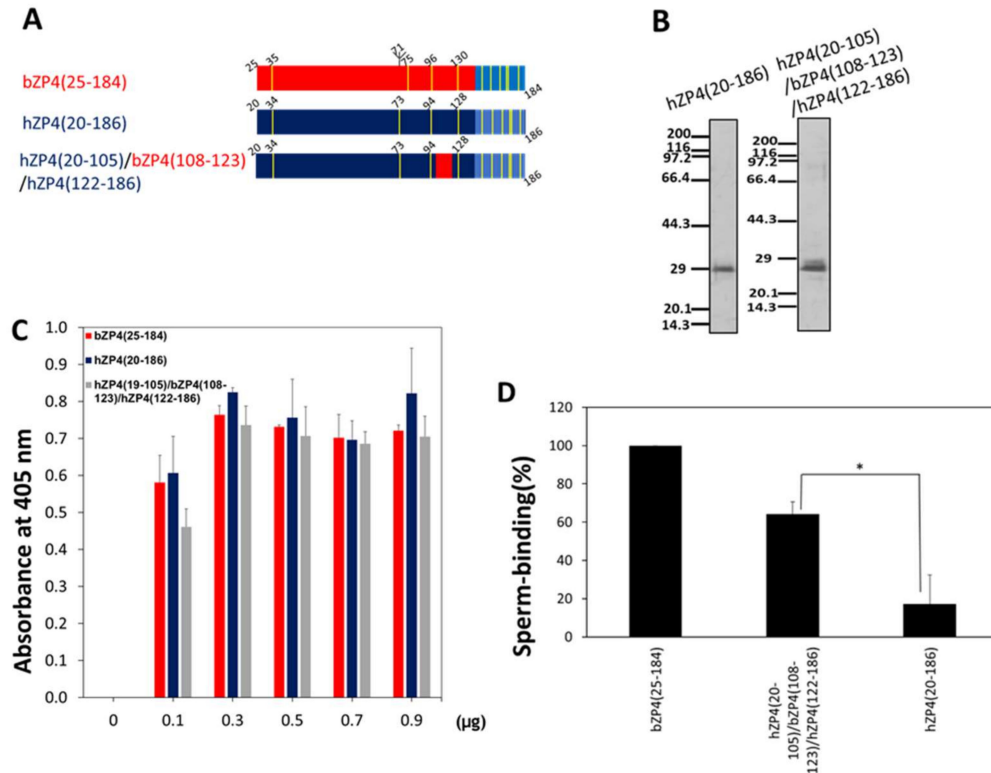 A
25
35
71
75
96
130
bZP4(25-184)
184
20
34
73
94
128
hZP4(20-186)
186
20
34
73
94
128
hZP4(20-105)/bZP4(108-123)
/hZP4(122-186)
186
B
hZP4(20-186)
hZP4(20-105)
/bZP4(108-123)
/hZP4(122-186)
200
116
97.2
66.4
44.3
29
20.1
14.3
200
116
97.2
66.4
44.3
29
20.1
14.3
C
Absorbance at 405 nm
1.0
0.9
0.8
0.7
0.6
0.5
0.4
0.3
0.2
0.1
0.0
bZP4(25-184)
hZP4(20-186)
hZP4(19-105)/bZP4(108-
123)/hZP4(122-186)
0 0.1 0.3 0.5 0.7 0.9 (μg)
D
Sperm-binding(%)
120
100
80
60
40
20
0
*
bZP4(25-184)
hZP4(20-
105)/bZP4(108-
123)/hZP4(122-186)
hZP4(20-186)